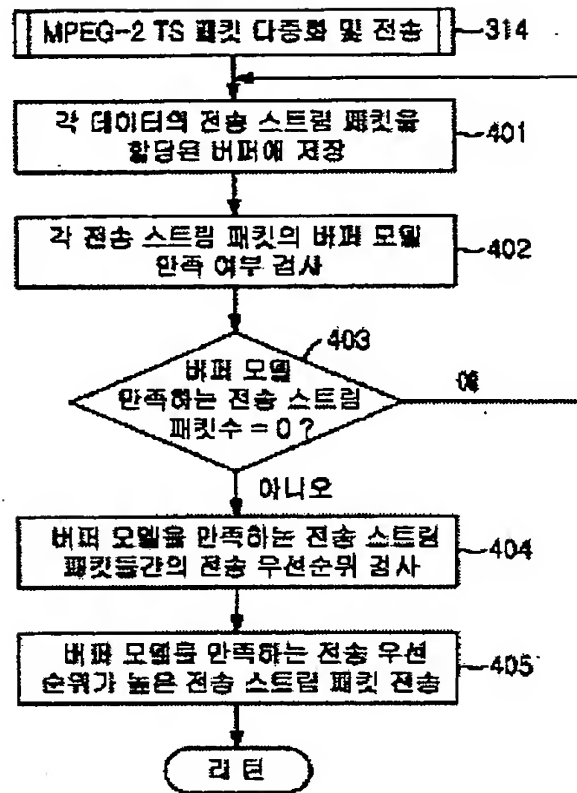 MPEG-2 TS 패킷 다중화 및 전송
314
각 데이터의 전송 스트림 패킷을
할당된 버퍼에 저장
401
각 전송 스트림 패킷의 버퍼 모델
만족 여부 검사
402
403
버퍼 모델
만족하는 전송 스트림
패킷수 = 0 ?
예
아니오
버퍼 모델을 만족하는 전송 스트림
패킷들간의 전송 우선순위 검사
404
버퍼 모델을 만족하는 전송 우선
순위가 높은 전송 스트림 패킷 전송
405
리턴